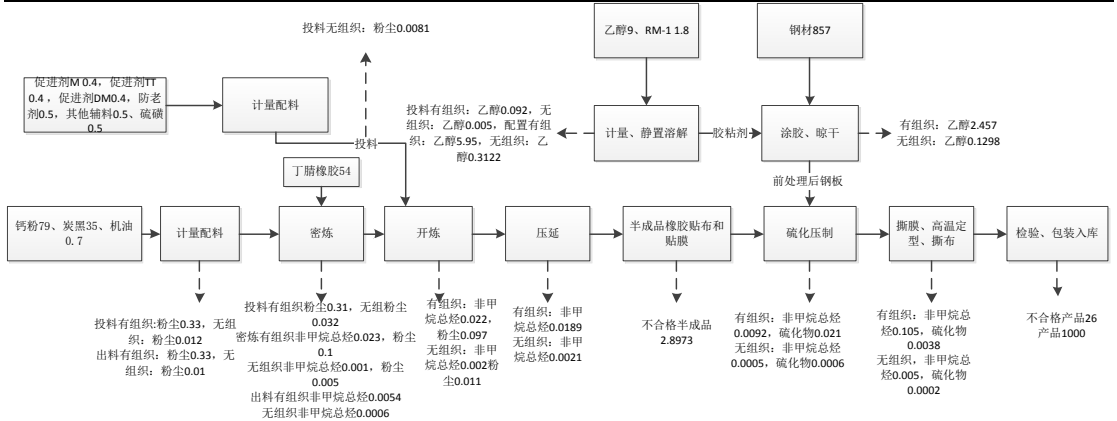 投料无组织：粉尘0.0081
乙醇9、RM-1 1.8
钢材857
促进剂M 0.4，促进剂TT
0.4 ，促进剂DM0.4，防老
剂0.5，其他辅料0.5、硫磺
0.5
计量配料
投料
投料有组织：乙醇0.092，无
组织：乙醇0.005，配置有组
织：乙醇5.95，无组织：乙
醇0.3122
计量、静置溶解
胶粘剂
涂胶、晾干
有组织：乙醇2.457
无组织：乙醇0.1298
丁腈橡胶54
前处理后钢板
钙粉79、炭黑35、机油
0.7
计量配料
密炼
开炼
压延
半成品橡胶贴布和
贴膜
硫化压制
撕膜、高温定
型、撕布
检验、包装入库
投料有组织:粉尘0.33，无组
织：粉尘0.012
出料有组织：粉尘0.33，无
组织：粉尘0.01
投料有组织粉尘0.31，无组粉尘
0.032
密炼有组织非甲烷总烃0.023，粉尘
0.1
无组织非甲烷总烃0.001，粉尘
0.005
出料有组织非甲烷总烃0.0054
无组织非甲烷总烃0.0006
有组织：非甲
烷总烃0.022，粉尘
0.097
无组织：非甲
烷总烃0.002粉
尘0.011
有组织：非甲
烷总烃0.0189
无组织：非甲
烷总烃0.0021
不合格半成品
2.8973
有组织：非甲烷总烃
0.0092，硫化物0.021
无组织：非甲烷总烃
0.0005，硫化物0.0006
有组织：非甲烷总
烃0.105，硫化物
0.0038
无组织，非甲烷总
烃0.005，硫化物
0.0002
不合格产品26
产品1000